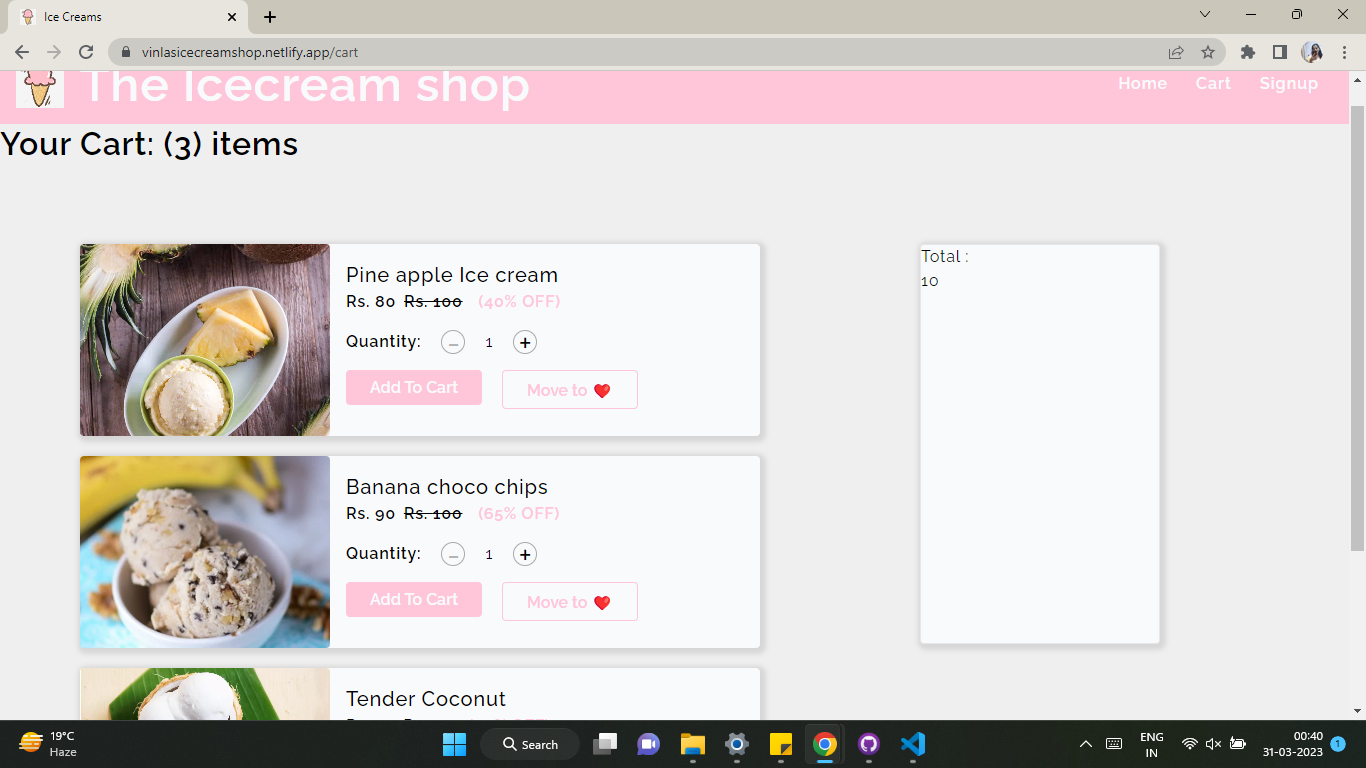 Ice Creams
vinlasicecreamshop.netlify.app/cart
The Icecream shop
Home Cart Signup
Your Cart: (3) items
Pine apple Ice cream
Rs. 80 Rs. 100 (40% OFF)
Quantity: 1
Add To Cart Move to ❤️
Total :
10
Banana choco chips
Rs. 90 Rs. 100 (65% OFF)
Quantity: 1
Add To Cart Move to ❤️
Tender Coconut
19°C
Haze
Search
ENG
IN
00:40
31-03-2023
1